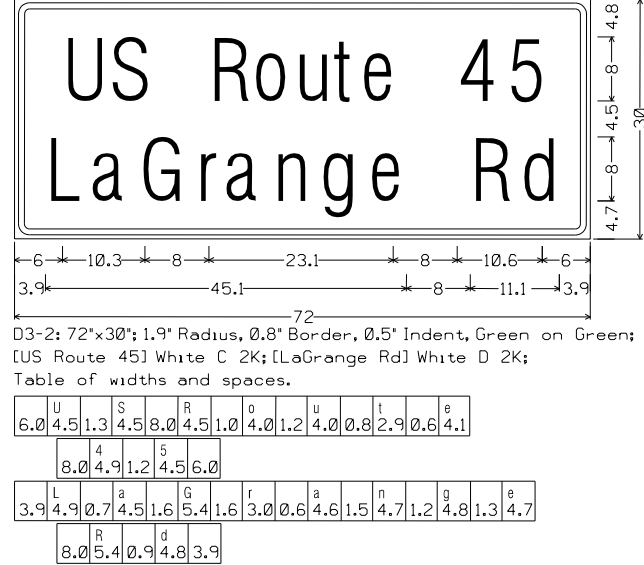 US Route 45
LaGrange Rd
4.8
8
4.5
8
4.7
30
6 10.3 8 23.1 8 10.6 6
3.9 45.1 8 11.1 3.9
72
D3-2: 72"x30"; 1.9" Radius, 0.8" Border, 0.5" Indent, Green on Green;
[US Route 45] White C 2K; [LaGrange Rd] White D 2K;
Table of widths and spaces.
U S R o u t e
6.0 4.5 1.3 4.5 8.0 4.5 1.0 4.0 1.2 4.0 0.8 2.9 0.6 4.1
4 5
8.0 4.9 1.2 4.5 6.0
L a G r a n g e
3.9 4.9 0.7 4.5 1.6 5.4 1.6 3.0 0.6 4.6 1.5 4.7 1.2 4.8 1.3 4.7
R d
8.0 5.4 0.9 4.8 3.9